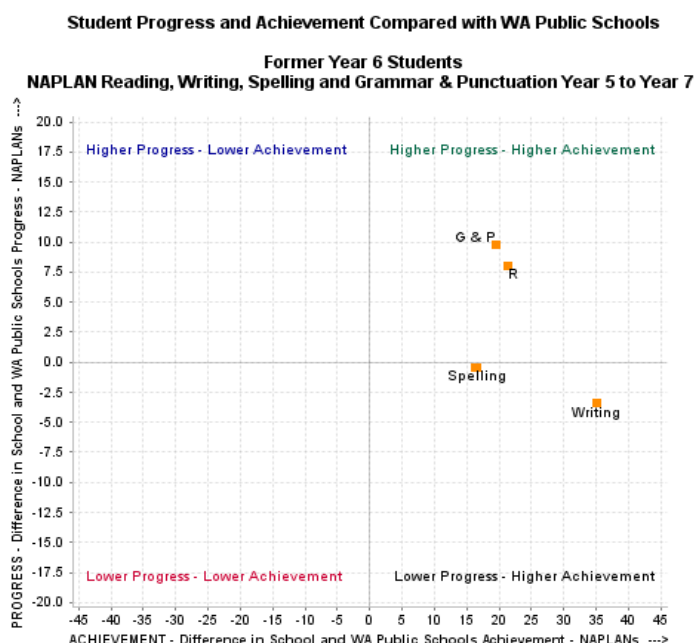 Student Progress and Achievement Compared with WA Public Schools
Former Year 6 Students
NAPLAN Reading, Writing, Spelling and Grammar & Punctuation Year 5 to Year 7
PROGRESS - Difference in School and WA Public Schools Progress - NAPLANs --->
20.0
17.5
15.0
12.5
10.0
7.5
5.0
2.5
0.0
-2.5
-5.0
-7.5
-10.0
-12.5
-15.0
-17.5
-20.0
Higher Progress - Lower Achievement
Higher Progress - Higher Achievement
G & P
R
Spelling
Writing
Lower Progress - Lower Achievement
Lower Progress - Higher Achievement
-45 -40 -35 -30 -25 -20 -15 -10 -5 0 5 10 15 20 25 30 35 40 45
ACHIEVEMENT - Difference in School and WA Public Schools Achievement - NAPLANs --->